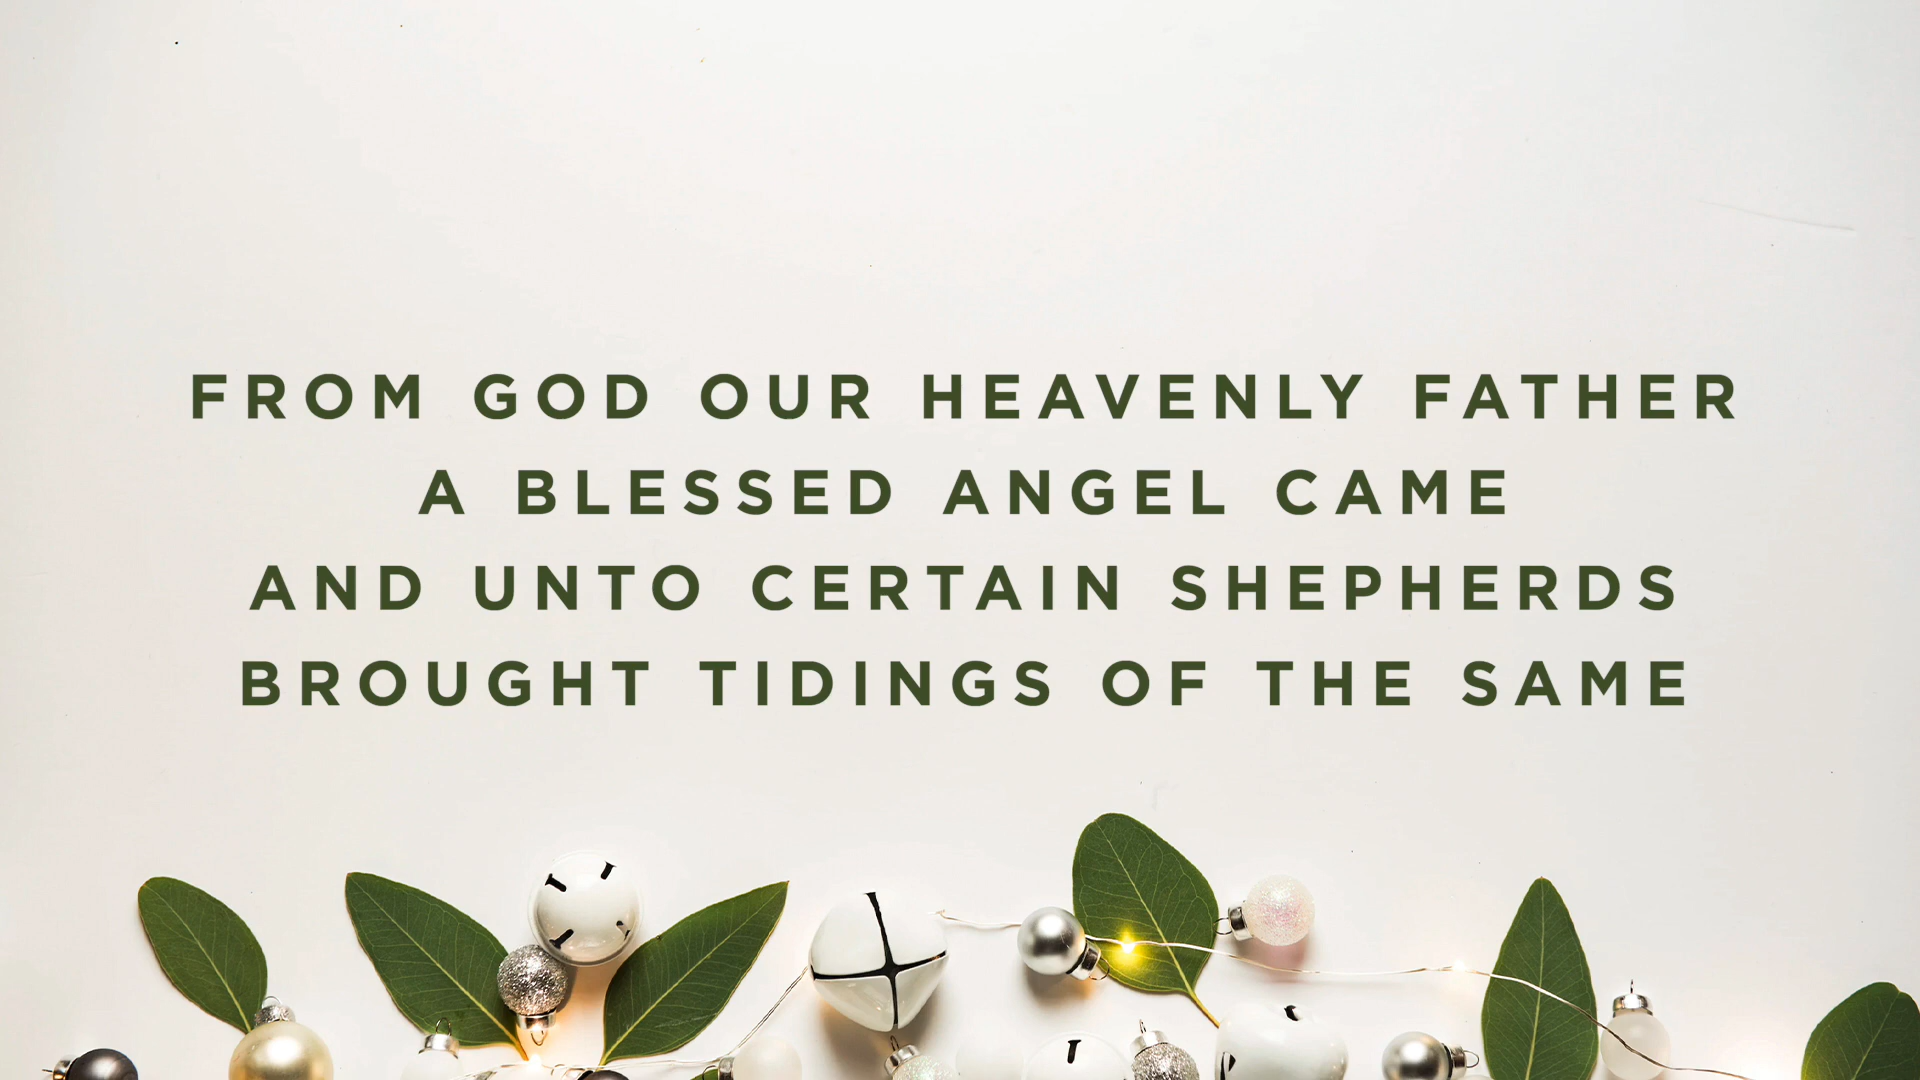 FROM GOD OUR HEAVENLY FATHER
A BLESSED ANGEL CAME
AND UNTO CERTAIN SHEPHERDS
BROUGHT TIDINGS OF THE SAME